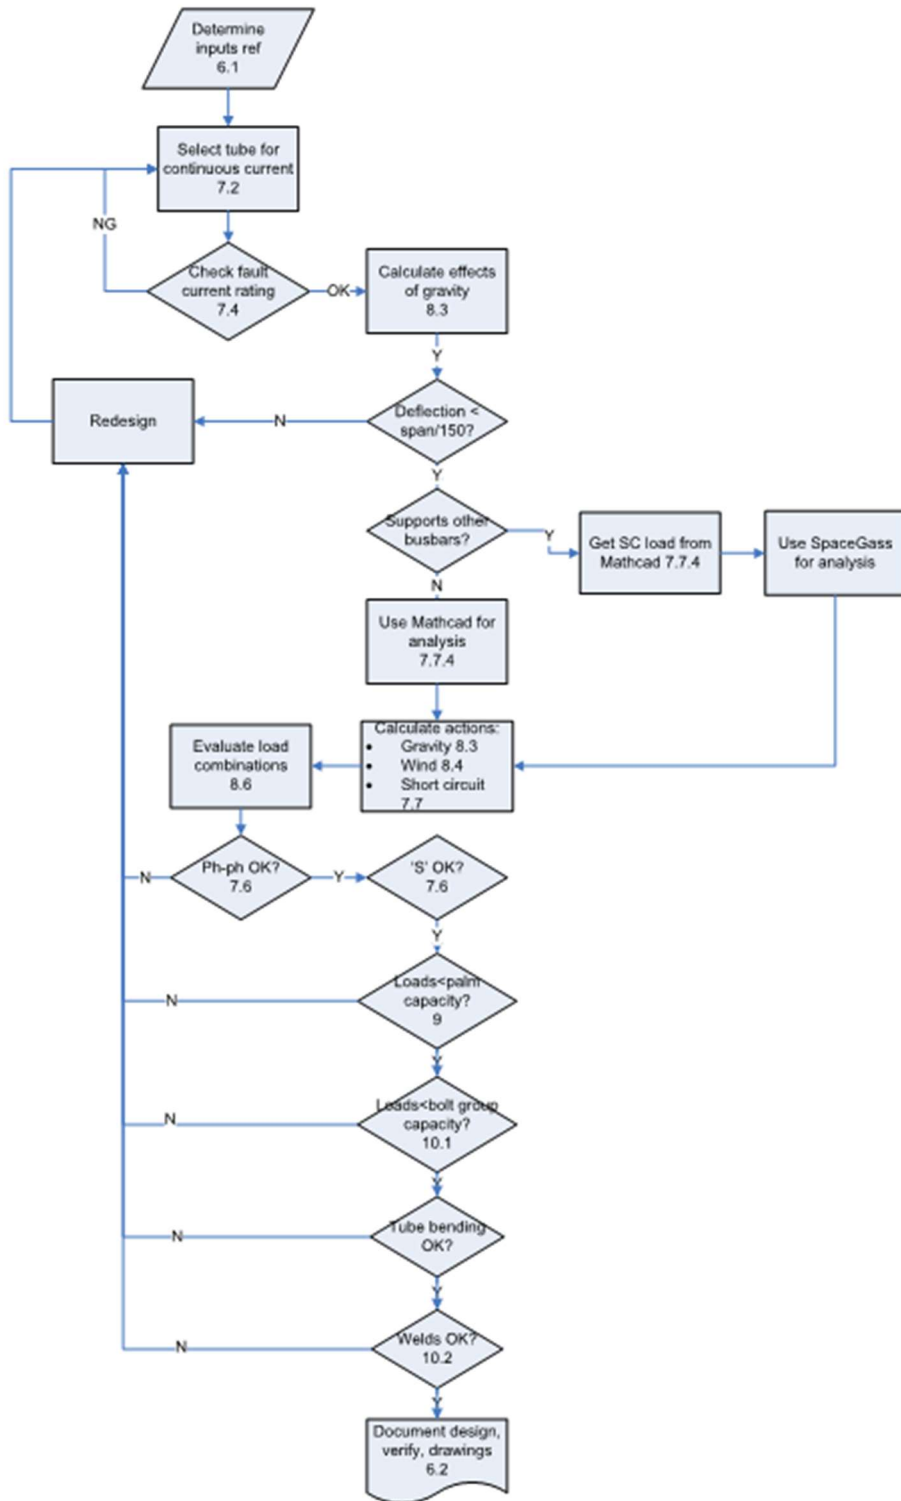 Determine
inputs ref
6.1
Select tube for
continuous current
7.2
NG
Check fault
current rating
7.4
OK
Calculate effects
of gravity
8.3
Y
Redesign
N
Deflection <
span/150?
Y
Supports other
busbars?
Y
Get SC load from
Mathcad 7.7.4
Use SpaceGass
for analysis
N
Use Mathcad for
analysis
7.7.4
Calculate actions:
• Gravity 8.3
• Wind 8.4
• Short circuit
7.7
Evaluate load
combinations
8.6
N
Ph-ph OK?
7.6
Y
'S' OK?
7.6
Y
N
Loads<palm
capacity?
9
Y
N
Loads<bolt group
capacity?
10.1
Y
N
Tube bending
OK?
Y
N
Welds OK?
10.2
Y
Document design,
verify, drawings
6.2